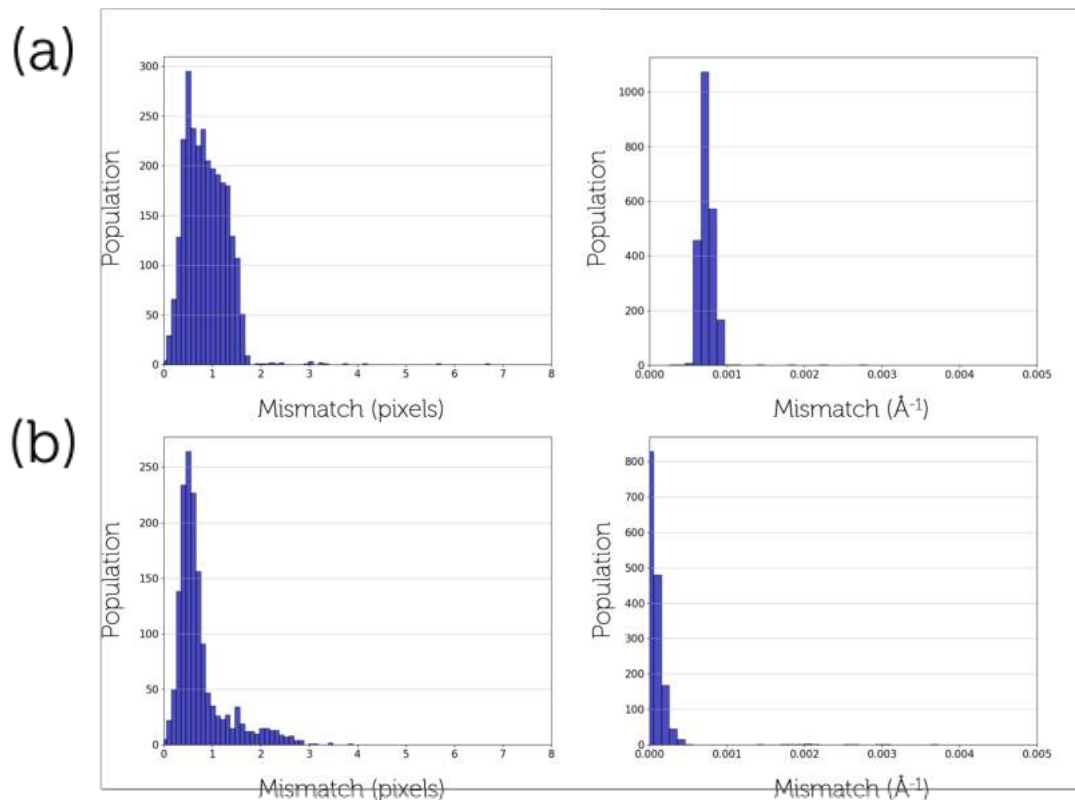 (a)
300
250
200
150
100
50
0
Population
0 1 2 3 4 5 6 7 8
Mismatch (pixels)
1000
800
600
400
200
0
Population
0.000 0.001 0.002 0.003 0.004 0.005
Mismatch (Å-1)
(b)
250
200
150
100
50
0
Population
0 1 2 3 4 5 6 7 8
Mismatch (pixels)
800
700
600
500
400
300
200
100
0
Population
0.000 0.001 0.002 0.003 0.004 0.005
Mismatch (Å-1)